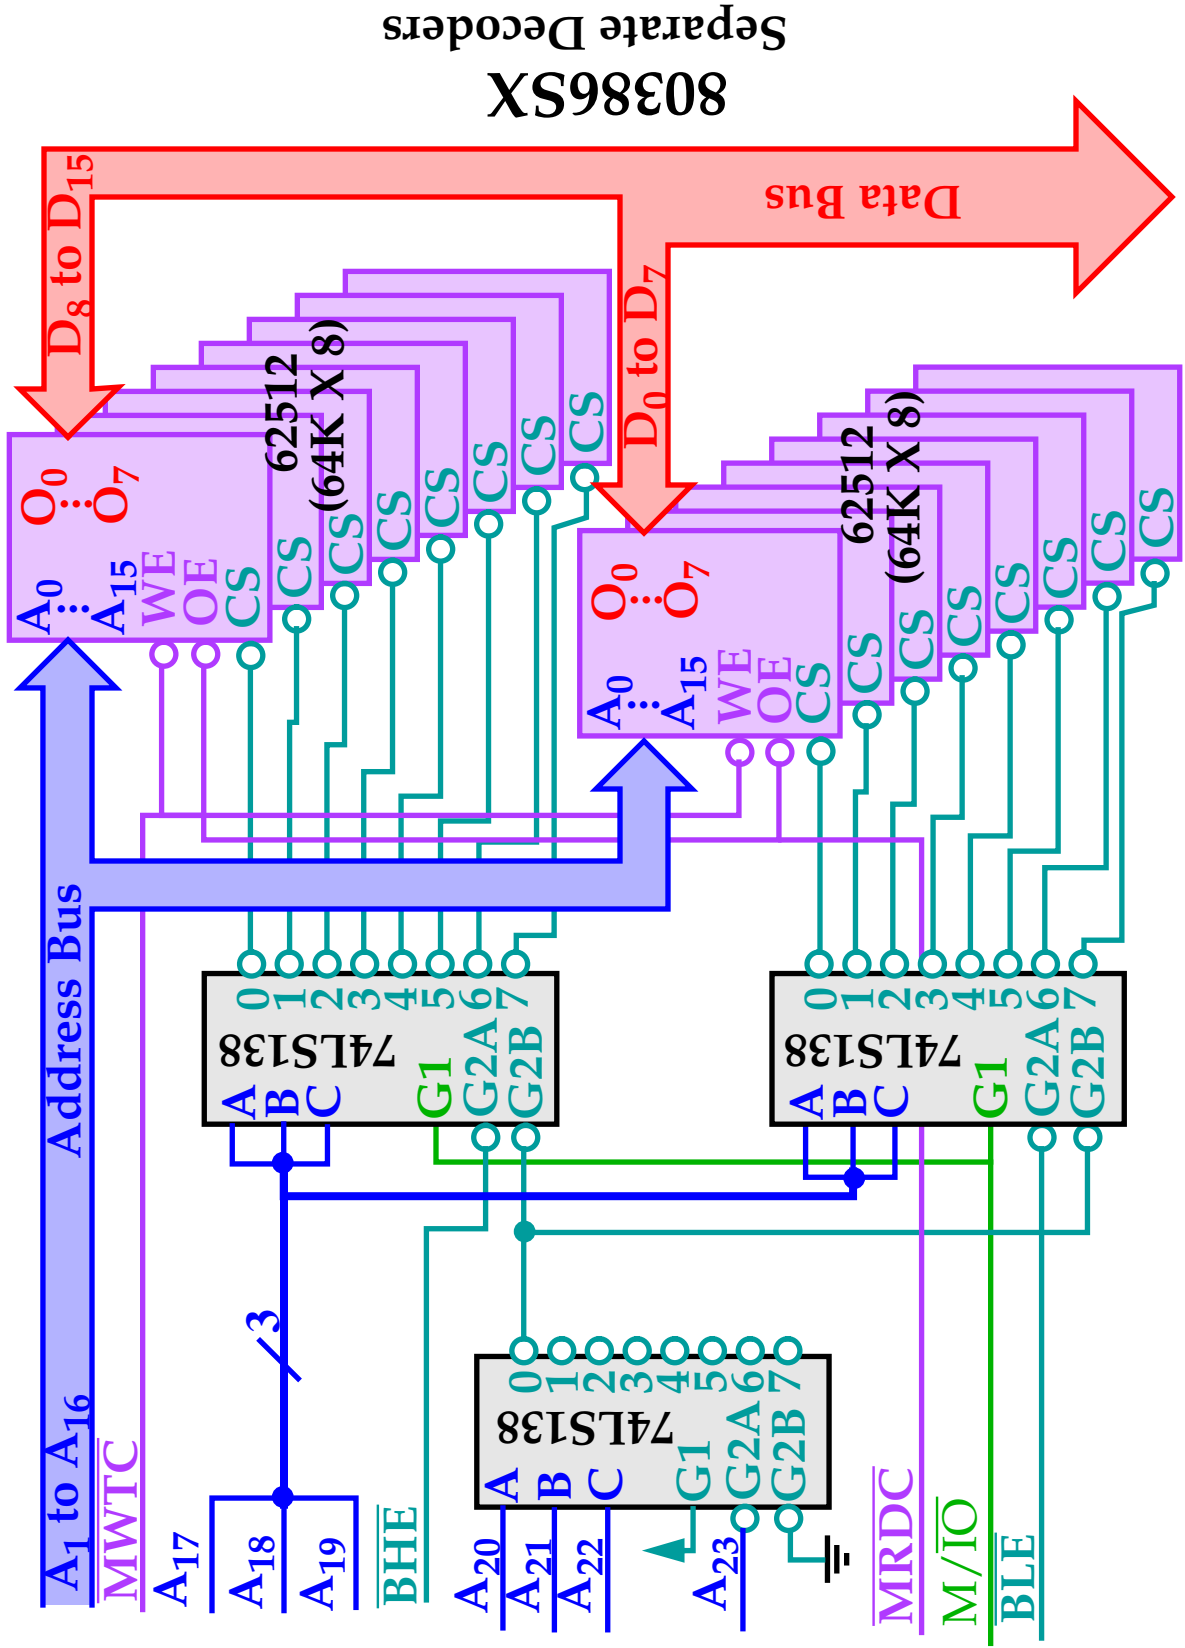 80386SX
Separate Decoders
Data Bus
D8 to D15
D0 to D7
O0
O7
A0
A15
WE
OE
CS
CS
CS
CS
CS
CS
CS
CS
62512
(64K X 8)
O0
O7
A0
A15
WE
OE
CS
CS
CS
CS
CS
CS
CS
CS
62512
(64K X 8)
Address Bus
A1 to A16
0
1
2
3
4
5
6
7
74LS138
A
B
C
G1
G2A
G2B
0
1
2
3
4
5
6
7
74LS138
A
B
C
G1
G2A
G2B
3
0
1
2
3
4
5
6
7
74LS138
A
B
C
G1
G2A
G2B
MWTC
A17
A18
A19
BHE
A20
A21
A22
A23
MRDC
M/IO
BLE